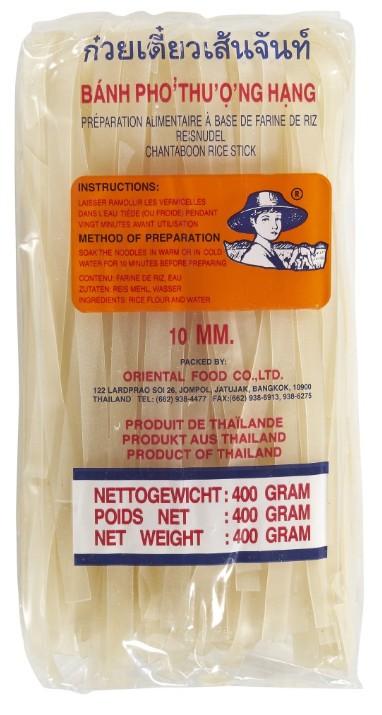 ก๋วยเตี๋ยวเส้นจันท์
BÁNH PHO' THU'O'NG HẠNG
PRÉPARATION ALIMENTAIRE À BASE DE FARINE DE RIZ
REISNUDEL
CHANTABOON RICE STICK
INSTRUCTIONS:
LAISSER RAMOLLIR LES VERMICELLES
DANS L'EAU TIÉDE (OU FROIDE) PENDANT
VINGT MINUTES AVANT UTILISATION
METHOD OF PREPARATION
SOAK THE NOODLES IN WARM OR IN COLD
WATER FOR 10 MINUTES BEFORE PREPARING
CONTENU: FARINE DE RIZ, EAU
ZUTATEN: REIS MEHL, WASSER
INGREDIENTS: RICE FLOUR AND WATER
®
10 MM.
PACKED BY:
ORIENTAL FOOD CO.,LTD.
122 LARDPRAO SOI 26, JOMPOL, JATUJAK, BANGKOK, 10900
THAILAND TEL: (662) 938-4477 FAX:(662) 938-6913, 938-6275
PRODUIT DE THAÏLANDE
PRODUKT AUS THAILAND
PRODUCT OF THAILAND
NETTOGEWICHT : 400 GRAM
POIDS NET : 400 GRAM
NET WEIGHT : 400 GRAM